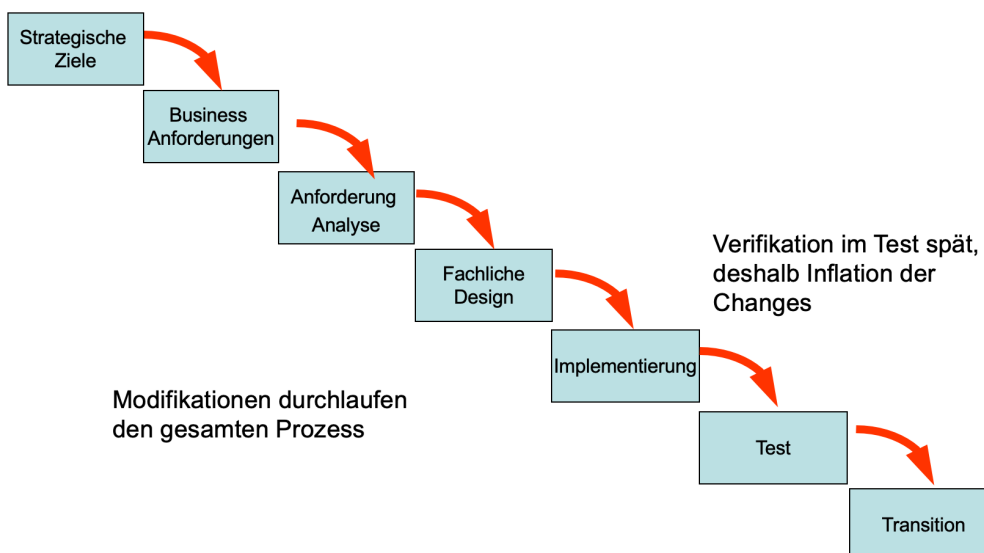 Strategische
Ziele
Business
Anforderungen
Anforderung
Analyse
Fachliche
Design
Verifikation im Test spät,
deshalb Inflation der
Changes
Implementierung
Modifikationen durchlaufen
den gesamten Prozess
Test
Transition